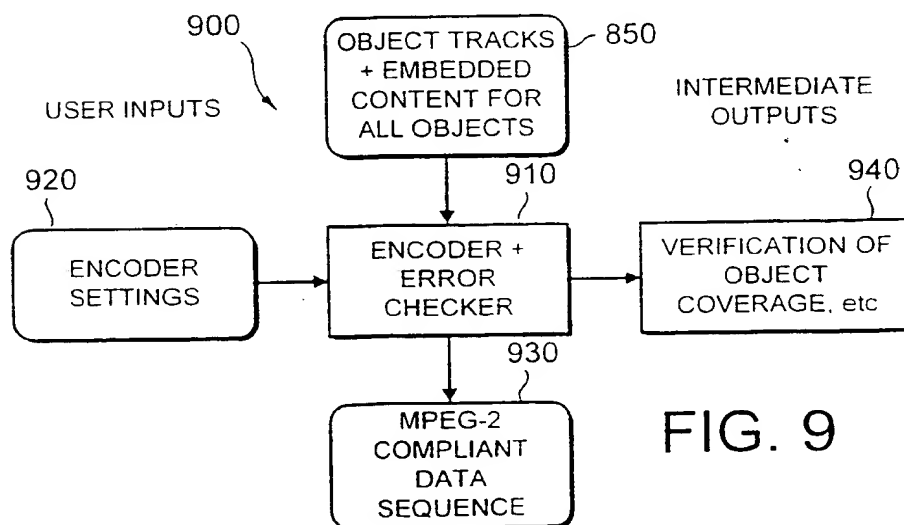 900
OBJECT TRACKS
+ EMBEDDED
CONTENT FOR
ALL OBJECTS
850
USER INPUTS
INTERMEDIATE
OUTPUTS
920
ENCODER
SETTINGS
910
ENCODER +
ERROR
CHECKER
940
VERIFICATION OF
OBJECT
COVERAGE, etc
930
MPEG-2
COMPLIANT
DATA
SEQUENCE
FIG. 9